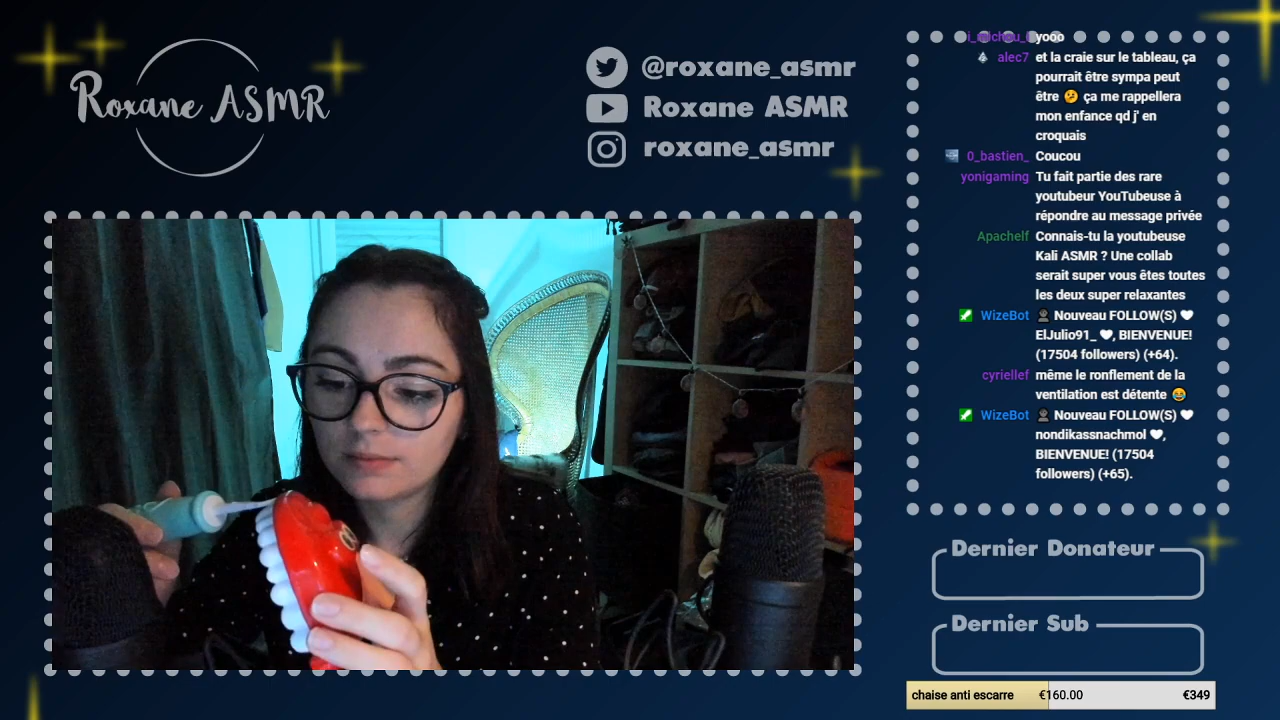 Roxane ASMR
@roxane_asmr
Roxane ASMR
roxane_asmr
yooo
alec7 et la craie sur le tableau, ça
pourrait être sympa peut
être 🤔 ça me rappellera
mon enfance qd j' en
croquais
0_bastien_ Coucou
yonigaming Tu fait partie des rare
youtubeur YouTubeuse à
répondre au message privée
Apachelf Connais-tu la youtubeuse
Kali ASMR ? Une collab
serait super vous êtes toutes
les deux super relaxantes
WizeBot Nouveau FOLLOW(S) ❤
ElJulio91_ ❤, BIENVENUE!
(17504 followers) (+64).
cyriellef même le ronflement de la
ventilation est détente 😂
WizeBot Nouveau FOLLOW(S) ❤
nondikassnachmol ❤,
BIENVENUE! (17504
followers) (+65).
Dernier Donateur
Dernier Sub
chaise anti escarre €160.00 €349